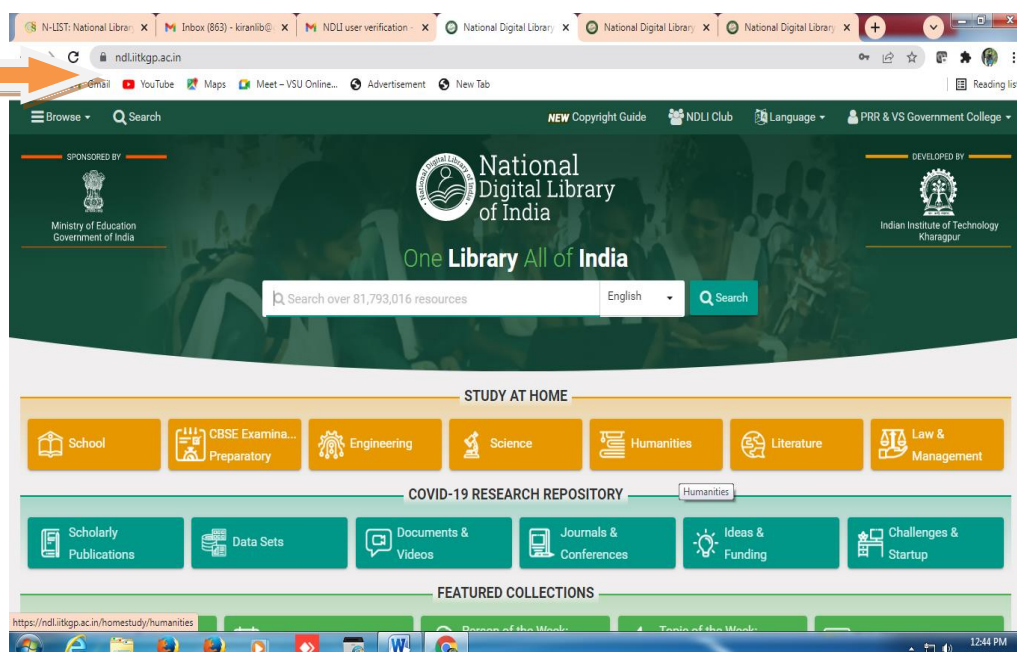 N-LIST: National Librar
Inbox (863) - kiranlib@
NDLI user verification -
National Digital Library
National Digital Library
National Digital Library
ndl.iitkgp.ac.in
Gmail
YouTube
Maps
Meet – VSU Online...
Advertisement
New Tab
Reading lis
Browse
Search
NEW Copyright Guide
NDLI Club
Language
PRR & VS Government College
SPONSORED BY
Ministry of Education
Government of India
National
Digital Library
of India
DEVELOPED BY
Indian Institute of Technology
Kharagpur
One Library All of India
Search over 81,793,016 resources
English
Search
STUDY AT HOME
School
CBSE Examina...
Preparatory
Engineering
Science
Humanities
Literature
Law &
Management
COVID-19 RESEARCH REPOSITORY
Humanities
Scholarly
Publications
Data Sets
Documents &
Videos
Journals &
Conferences
Ideas &
Funding
Challenges &
Startup
FEATURED COLLECTIONS
https://ndl.iitkgp.ac.in/homestudy/humanities
Person of the Week:
Topic of the Week:
12:44 PM